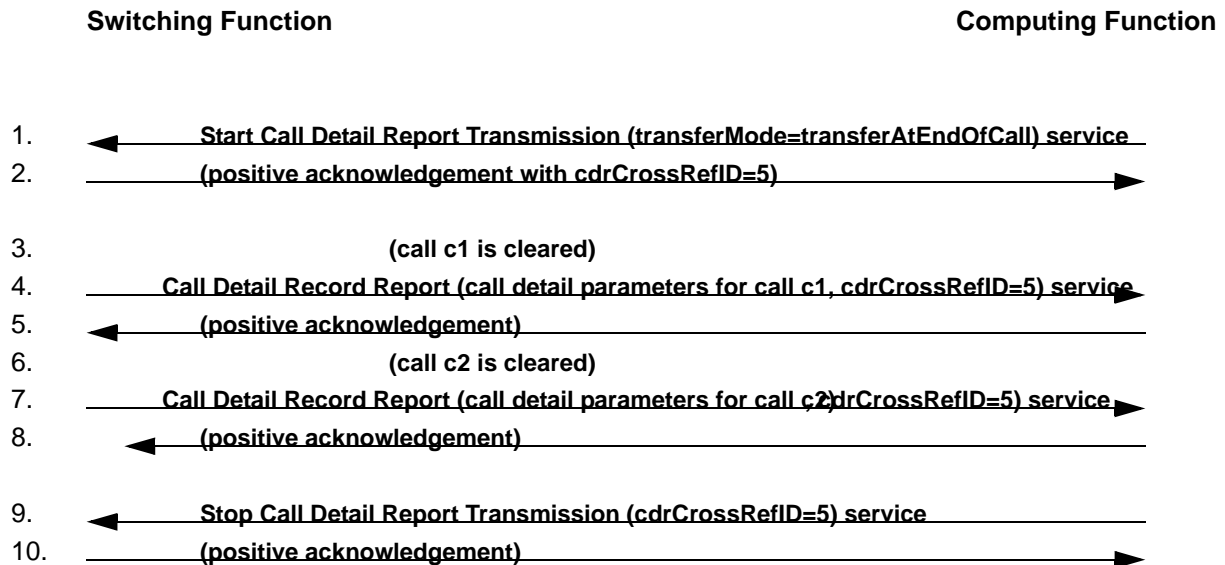 Switching Function Computing Function
1. Start Call Detail Report Transmission (transferMode=transferAtEndOfCall) service
2. (positive acknowledgement with cdrCrossRefID=5)
3. (call c1 is cleared)
4. Call Detail Record Report (call detail parameters for call c1, cdrCrossRefID=5) service
5. (positive acknowledgement)
6. (call c2 is cleared)
7. Call Detail Record Report (call detail parameters for call c2), cdrCrossRefID=5) service
8. (positive acknowledgement)
9. Stop Call Detail Report Transmission (cdrCrossRefID=5) service
10. (positive acknowledgement)